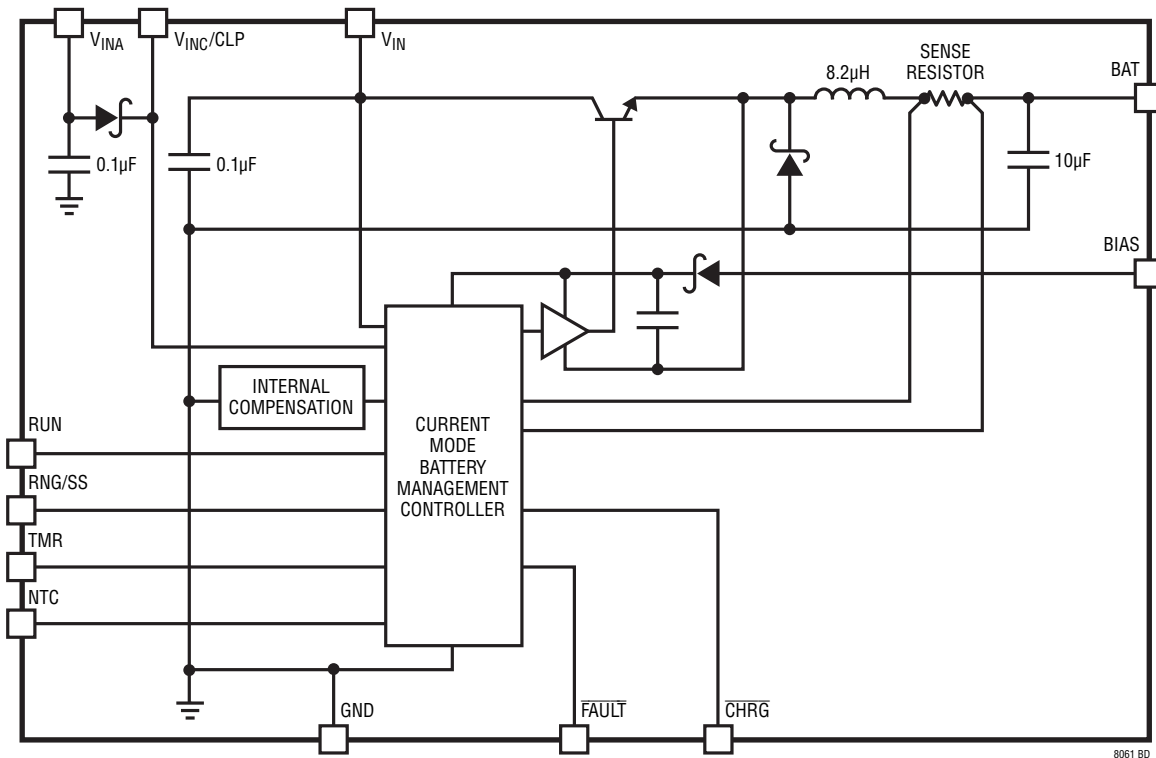 VINA
VINC/CLP
VIN
8.2µH
SENSE
RESISTOR
BAT
0.1µF
0.1µF
10µF
BIAS
INTERNAL
COMPENSATION
CURRENT
MODE
BATTERY
MANAGEMENT
CONTROLLER
RUN
RNG/SS
TMR
NTC
GND
FAULT
CHRG
8061 BD